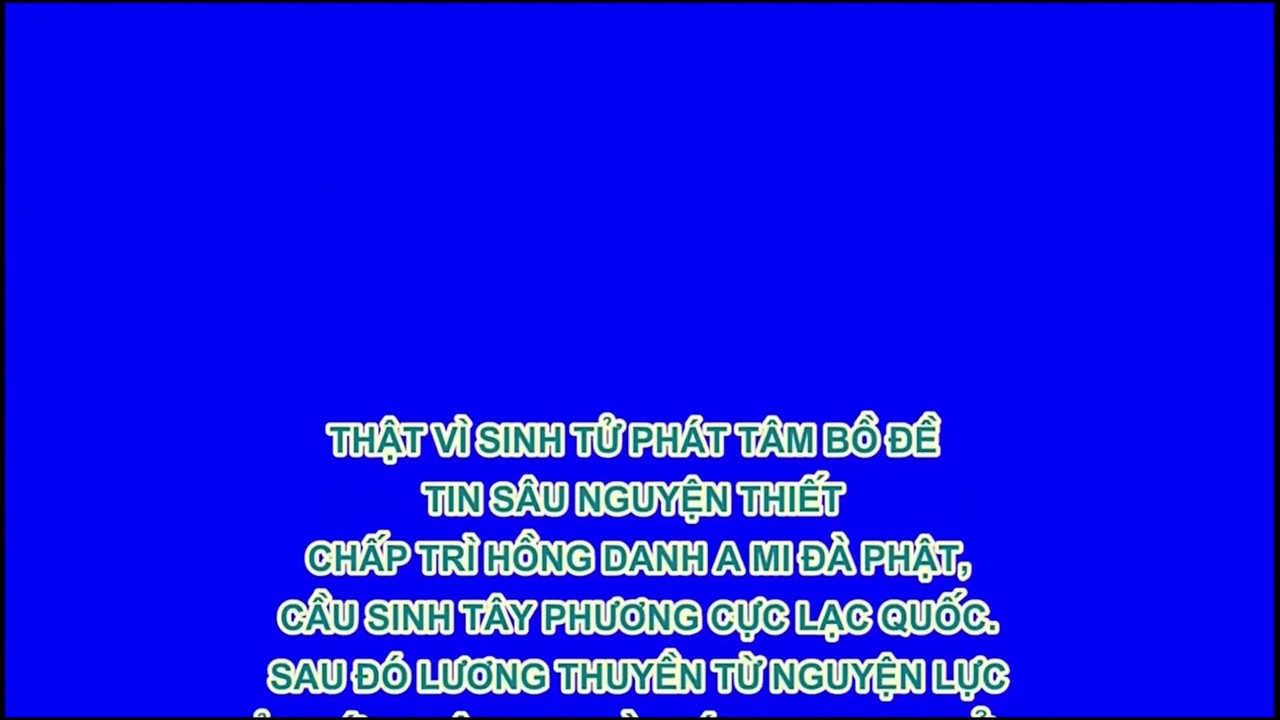 THẬT VÌ SINH TỬ PHÁT TÂM BỒ ĐỀ
TIN SÂU NGUYỆN THIẾT
CHẤP TRÌ HỒNG DANH A MI ĐÀ PHẬT,
CẦU SINH TÂY PHƯƠNG CỰC LẠC QUỐC.
SAU ĐÓ LƯƠNG THUYỀN TỪ NGUYỆN LỰC